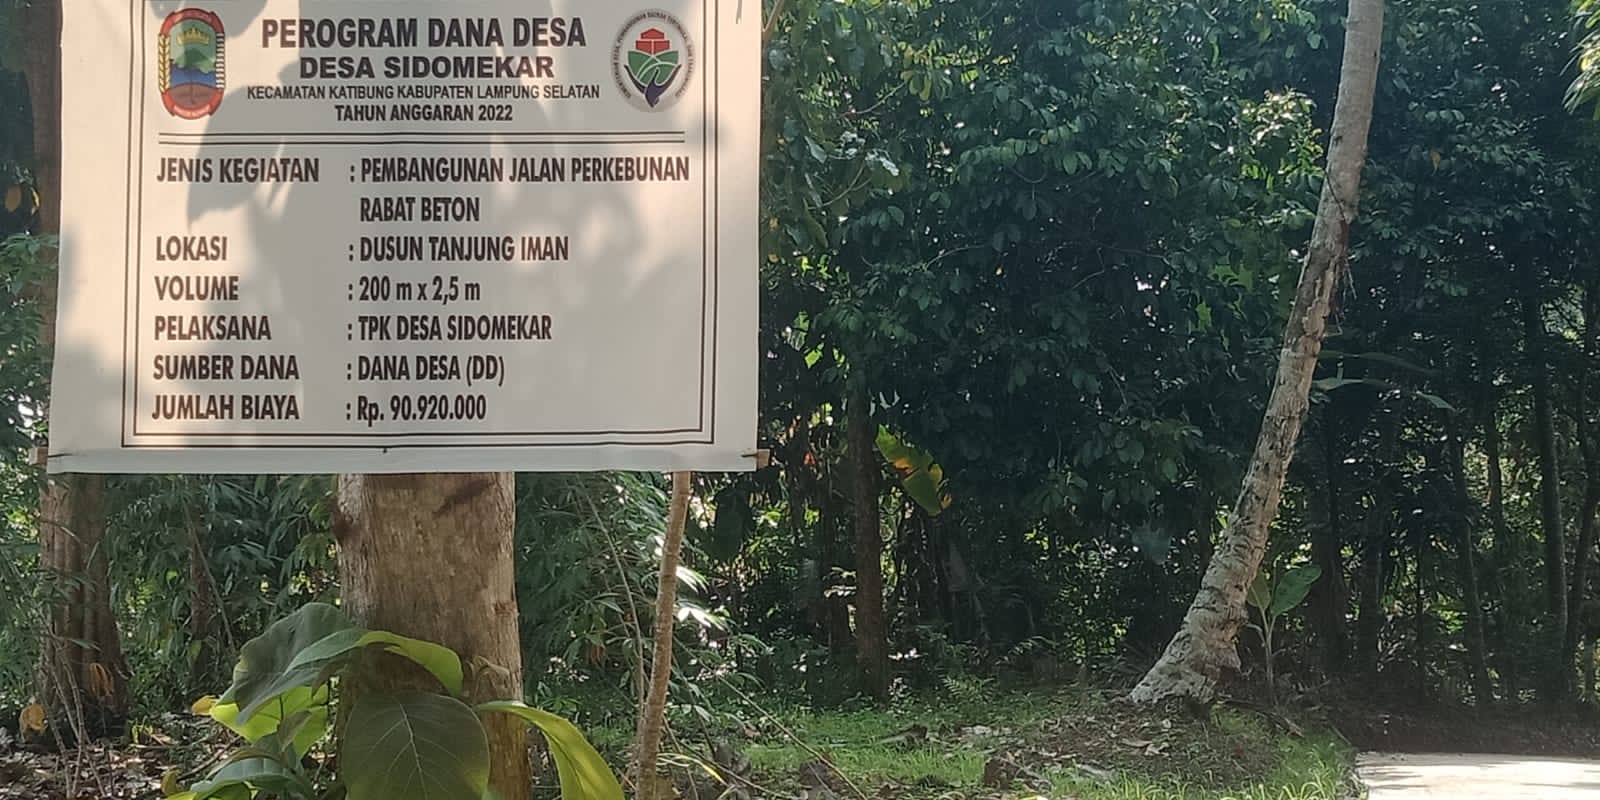 PEROGRAM DANA DESA
DESA SIDOMEKAR
KECAMATAN KATIBUNG KABUPATEN LAMPUNG SELATAN
TAHUN ANGGARAN 2022
JENIS KEGIATAN : PEMBANGUNAN JALAN PERKEBUNAN
RABAT BETON
LOKASI : DUSUN TANJUNG IMAN
VOLUME : 200 m x 2,5 m
PELAKSANA : TPK DESA SIDOMEKAR
SUMBER DANA : DANA DESA (DD)
JUMLAH BIAYA : Rp. 90.920.000